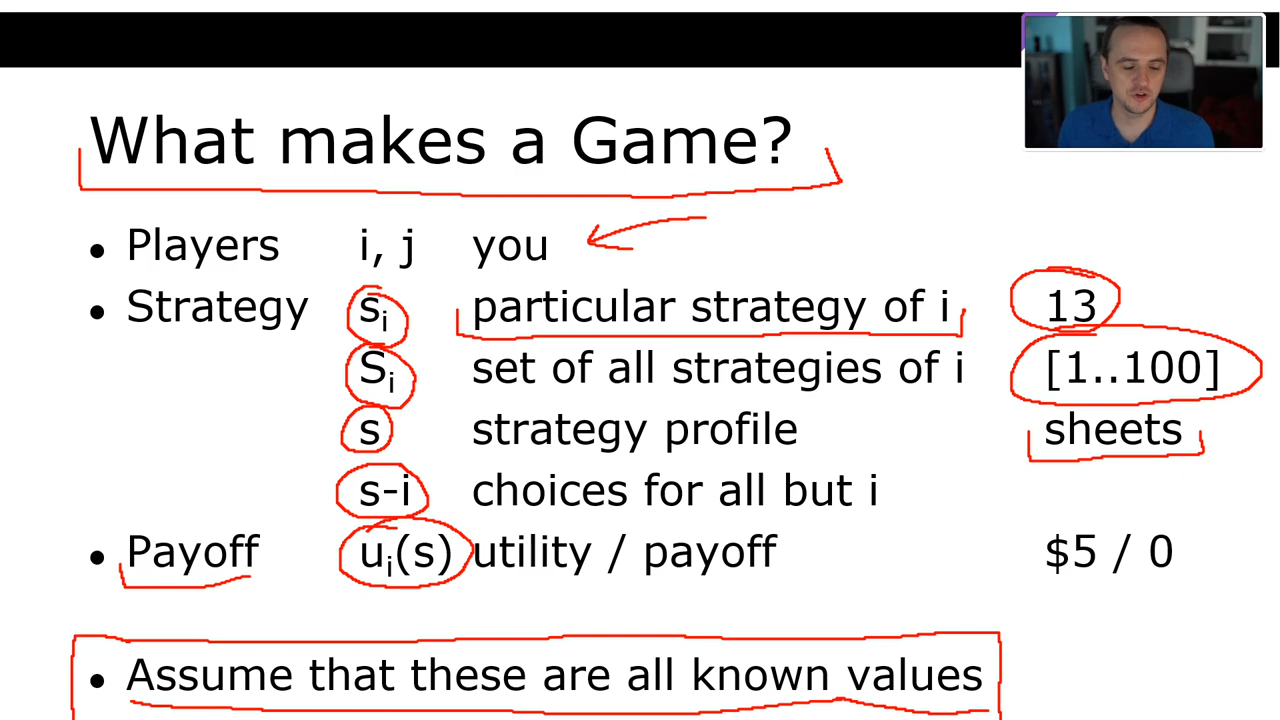 What makes a Game?
• Players i, j you
• Strategy sᵢ particular strategy of i 13
Sᵢ set of all strategies of i [1..100]
s strategy profile sheets
s-i choices for all but i
• Payoff uᵢ(s) utility / payoff $5 / 0
• Assume that these are all known values